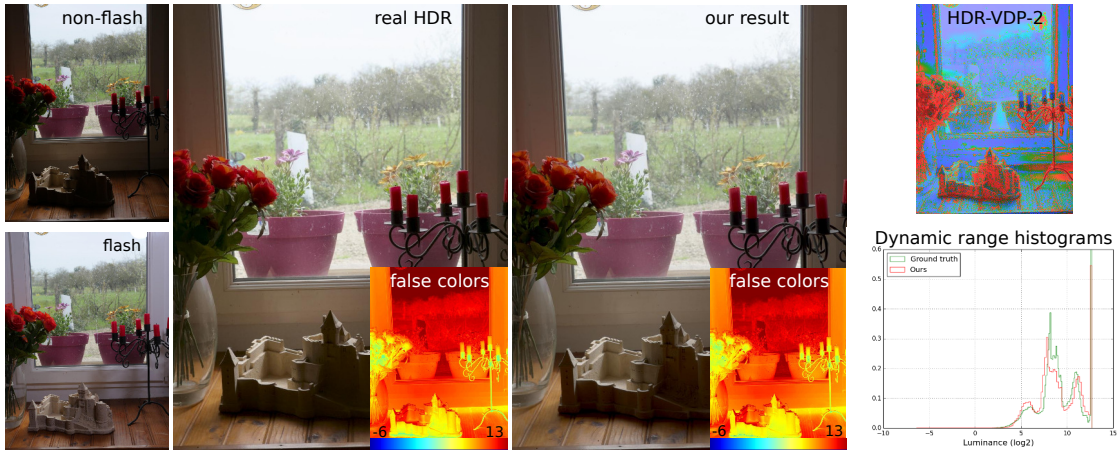 non-flash
real HDR
our result
HDR-VDP-2
flash
false colors
-6 13
false colors
-6 13
Dynamic range histograms
0.6
0.5
0.4
0.3
0.2
0.1
0.0
Ground truth
Ours
−10 −5 0 5 10 15
Luminance (log2)